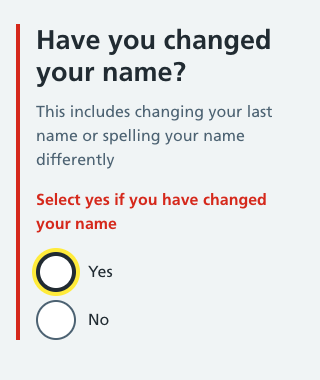 Have you changed
your name?
This includes changing your last
name or spelling your name
differently
Select yes if you have changed
your name
Yes
No